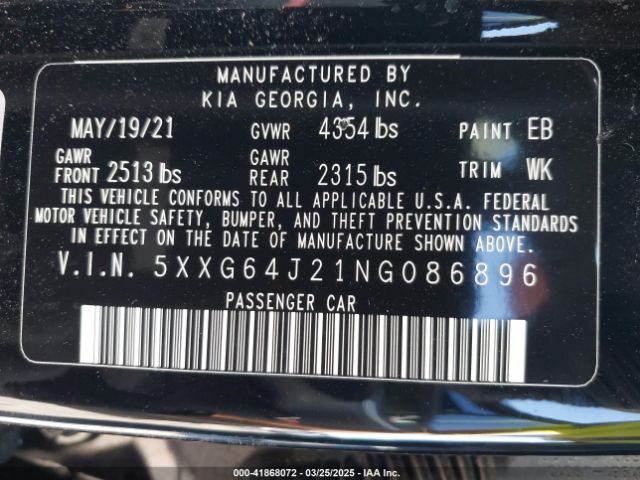 MANUFACTURED BY
KIA GEORGIA, INC.
MAY/19/21 GVWR 4354 lbs PAINT EB
GAWR FRONT 2513 lbs GAWR REAR 2315 lbs TRIM WK
THIS VEHICLE CONFORMS TO ALL APPLICABLE U.S.A. FEDERAL
MOTOR VEHICLE SAFETY, BUMPER, AND THEFT PREVENTION STANDARDS
IN EFFECT ON THE DATE OF MANUFACTURE SHOWN ABOVE.
V.I.N. 5XXG64J21NG086896
PASSENGER CAR
000-41868072 — 03/25/2025 — IAA Inc.